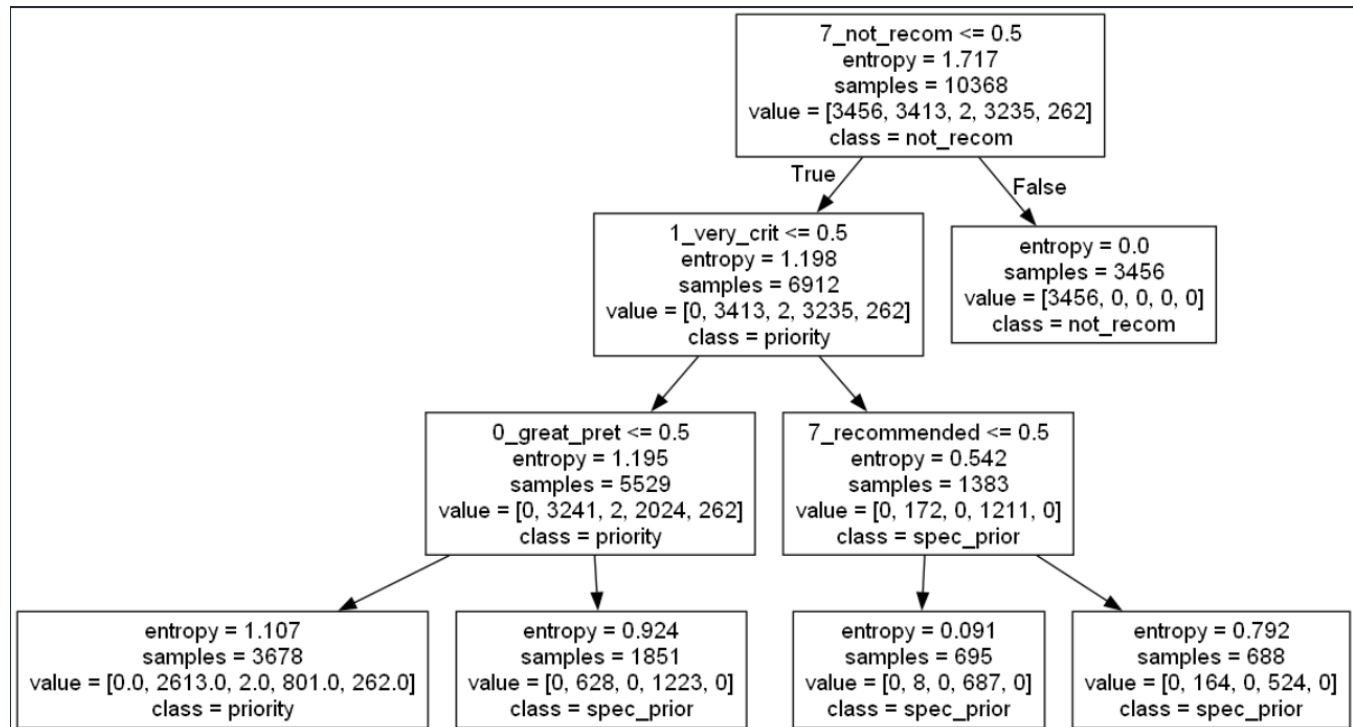 7_not_recom <= 0.5
entropy = 1.717
samples = 10368
value = [3456, 3413, 2, 3235, 262]
class = not_recom
True
False
1_very_crit <= 0.5
entropy = 1.198
samples = 6912
value = [0, 3413, 2, 3235, 262]
class = priority
entropy = 0.0
samples = 3456
value = [3456, 0, 0, 0, 0]
class = not_recom
0_great_pret <= 0.5
entropy = 1.195
samples = 5529
value = [0, 3241, 2, 2024, 262]
class = priority
7_recommended <= 0.5
entropy = 0.542
samples = 1383
value = [0, 172, 0, 1211, 0]
class = spec_prior
entropy = 1.107
samples = 3678
value = [0.0, 2613.0, 2.0, 801.0, 262.0]
class = priority
entropy = 0.924
samples = 1851
value = [0, 628, 0, 1223, 0]
class = spec_prior
entropy = 0.091
samples = 695
value = [0, 8, 0, 687, 0]
class = spec_prior
entropy = 0.792
samples = 688
value = [0, 164, 0, 524, 0]
class = spec_prior